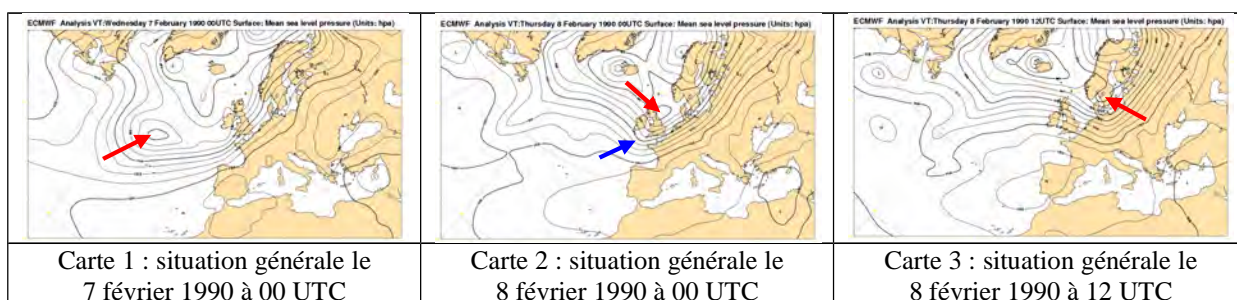 ECMWF Analysis VT:Wednesday 7 February 1990 00UTC Surface: Mean sea level pressure (Units: hpa)
ECMWF Analysis VT:Thursday 8 February 1990 00UTC Surface: Mean sea level pressure (Units: hpa)
ECMWF Analysis VT:Thursday 8 February 1990 12UTC Surface: Mean sea level pressure (Units: hpa)
Carte 1 : situation générale le
7 février 1990 à 00 UTC
Carte 2 : situation générale le
8 février 1990 à 00 UTC
Carte 3 : situation générale le
8 février 1990 à 12 UTC